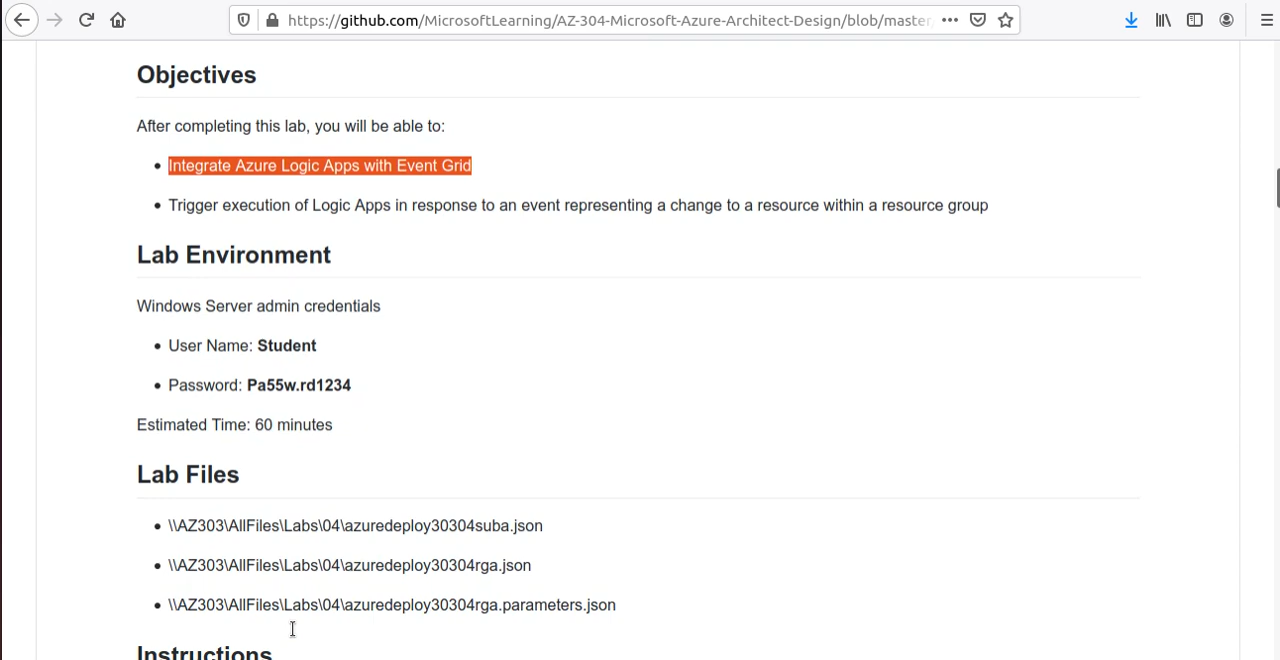 https://github.com/MicrosoftLearning/AZ-304-Microsoft-Azure-Architect-Design/blob/master,
Objectives
After completing this lab, you will be able to:
• Integrate Azure Logic Apps with Event Grid
• Trigger execution of Logic Apps in response to an event representing a change to a resource within a resource group
Lab Environment
Windows Server admin credentials
• User Name: Student
• Password: Pa55w.rd1234
Estimated Time: 60 minutes
Lab Files
• \\AZ303\AllFiles\Labs\04\azuredeploy30304suba.json
• \\AZ303\AllFiles\Labs\04\azuredeploy30304rga.json
• \\AZ303\AllFiles\Labs\04\azuredeploy30304rga.parameters.json
Instructions